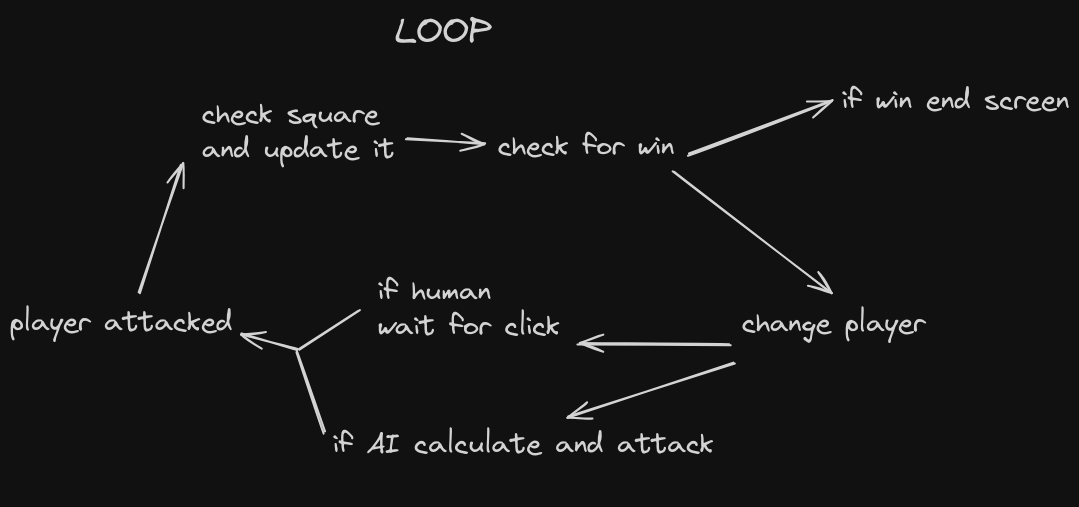 LOOP
check square
and update it
check for win
if win end screen
if human
wait for click
player attacked
change player
if AI calculate and attack